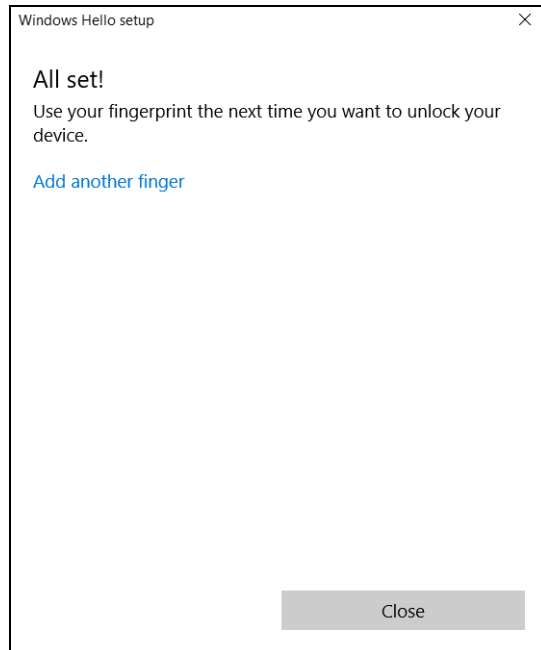 Windows Hello setup
All set!
Use your fingerprint the next time you want to unlock your
device.
Add another finger
Close